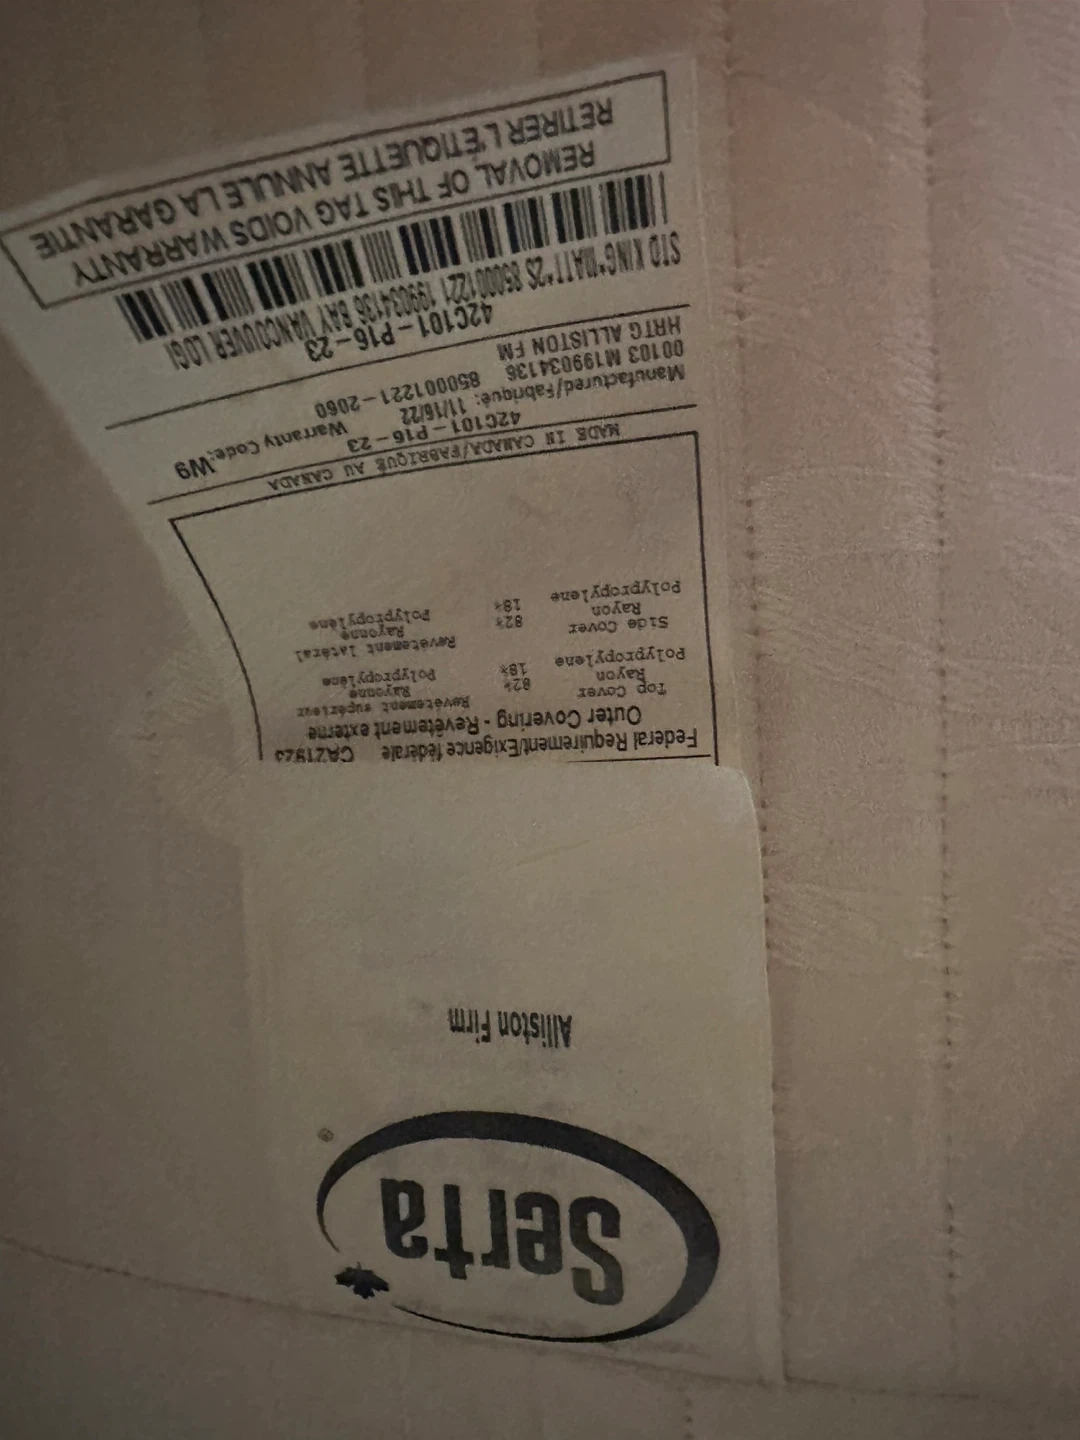 Serta
®
Alliston Firm
Federal Requirement/Exigence fédérale CA21923
Outer Covering - Revêtement externe
Top Cover Revêtement supérieur
Rayon 82% Rayonne
Polypropylene 18% Polypropylène
Side Cover Revêtement latéral
Rayon 82% Rayonne
Polypropylene 18% Polypropylène
MADE IN CANADA/FABRIQUÉ AU CANADA
42C101-P16-23
Manufactured/Fabriqué: 11/16/22 Warranty Code: W9
00103 M199034136 850001221-2060
HRTG ALLISTON FM
42C101-P16-23
STD KING*MATT*2S 850001221 199034136 BAY VANCOUVER LOGI
REMOVAL OF THIS TAG VOIDS WARRANTY
RETIRER L'ÉTIQUETTE ANNULE LA GARANTIE